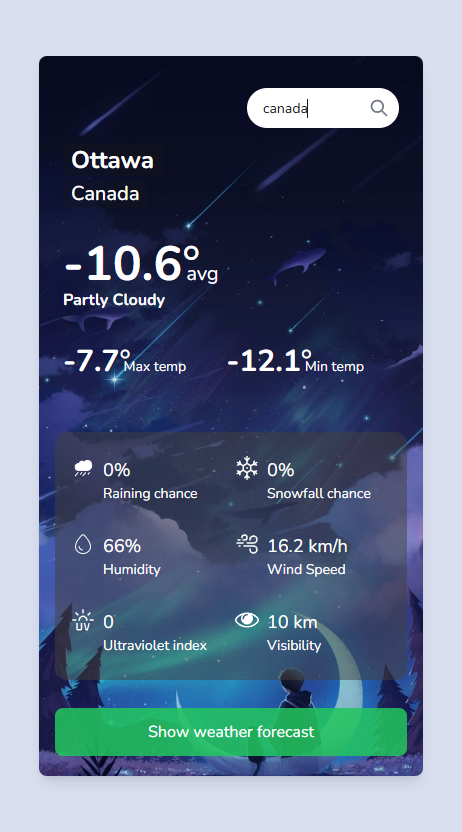 canada
Ottawa
Canada
-10.6° avg
Partly Cloudy
-7.7° Max temp -12.1° Min temp
0% 0%
Raining chance Snowfall chance
66% 16.2 km/h
Humidity Wind Speed
UV 0 10 km
Ultraviolet index Visibility
Show weather forecast